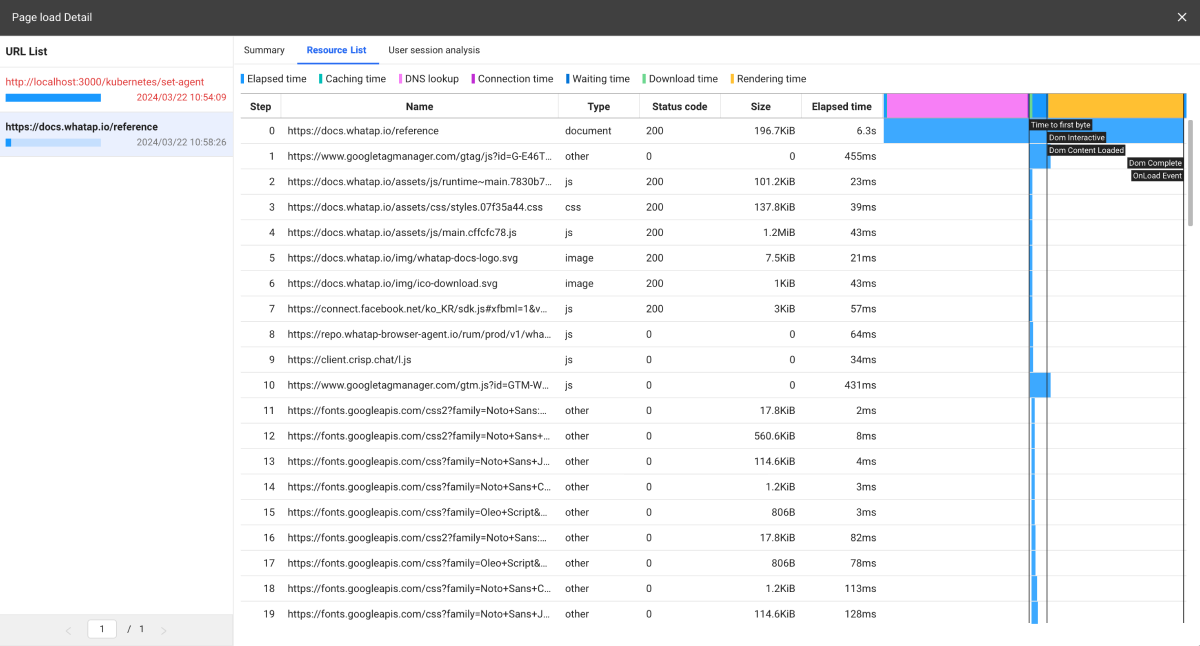 Page load Detail
URL List
http://localhost:3000/kubernetes/set-agent
2024/03/22 10:54:09
https://docs.whatap.io/reference
2024/03/22 10:58:26
1 / 1
Summary Resource List User session analysis
Elapsed time Caching time DNS lookup Connection time Waiting time Download time Rendering time
Step Name Type Status code Size Elapsed time
0 https://docs.whatap.io/reference document 200 196.7KiB 6.3s
1 https://www.googletagmanager.com/gtag/js?id=G-E46T... other 0 0 455ms
2 https://docs.whatap.io/assets/js/runtime~main.7830b7... js 200 101.2KiB 23ms
3 https://docs.whatap.io/assets/css/styles.07f35a44.css css 200 137.8KiB 39ms
4 https://docs.whatap.io/assets/js/main.cffcfc78.js js 200 1.2MiB 43ms
5 https://docs.whatap.io/img/whatap-docs-logo.svg image 200 7.5KiB 21ms
6 https://docs.whatap.io/img/ico-download.svg image 200 1KiB 43ms
7 https://connect.facebook.net/ko_KR/sdk.js#xfbml=1&v... js 200 3KiB 57ms
8 https://repo.whatap-browser-agent.io/rum/prod/v1/wha... js 0 0 64ms
9 https://client.crisp.chat/l.js js 0 0 34ms
10 https://www.googletagmanager.com/gtm.js?id=GTM-W... js 0 0 431ms
11 https://fonts.googleapis.com/css2?family=Noto+Sans:... other 0 17.8KiB 2ms
12 https://fonts.googleapis.com/css2?family=Noto+Sans+... other 0 560.6KiB 8ms
13 https://fonts.googleapis.com/css?family=Noto+Sans+J... other 0 114.6KiB 4ms
14 https://fonts.googleapis.com/css?family=Noto+Sans+C... other 0 1.2KiB 3ms
15 https://fonts.googleapis.com/css?family=Oleo+Script&... other 0 806B 3ms
16 https://fonts.googleapis.com/css2?family=Noto+Sans:... other 0 17.8KiB 82ms
17 https://fonts.googleapis.com/css?family=Oleo+Script&... other 0 806B 78ms
18 https://fonts.googleapis.com/css?family=Noto+Sans+C... other 0 1.2KiB 113ms
19 https://fonts.googleapis.com/css?family=Noto+Sans+J... other 0 114.6KiB 128ms
Time to first byte
Dom Interactive
Dom Content Loaded
Dom Complete
OnLoad Event